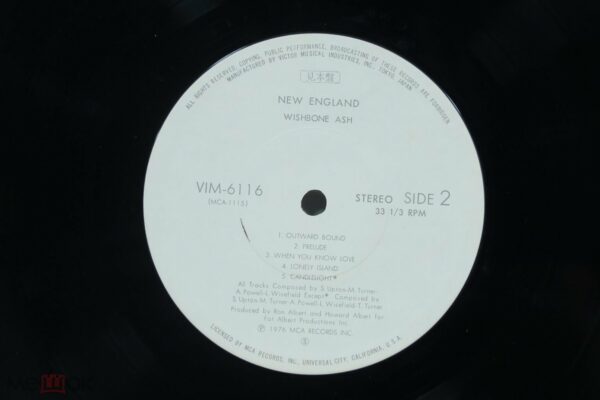 ALL RIGHTS RESERVED, COPYING, PUBLIC PERFORMANCE, BROADCASTING OF THESE RECORDS ARE FORBIDDEN
MANUFACTURED BY VICTOR MUSICAL INDUSTRIES, INC. TOKYO, JAPAN
見本盤
NEW ENGLAND
WISHBONE ASH
VIM-6116
(MCA-1115)
STEREO SIDE 2
33 1/3 RPM
1. OUTWARD BOUND
2. PRELUDE
3. WHEN YOU KNOW LOVE
4. LONELY ISLAND
5. CANDLELIGHT*
All Tracks Composed by S. Upton-M. Turner-
A. Powell-L. Wisefield Except* Composed by
S. Upton-M. Turner-A. Powell-L. Wisefield-T. Turner
Produced by Ron Albert and Howard Albert For
Fat Albert Productions Inc.
Ⓟ 1976 MCA RECORDS INC.
Ⓢ
LICENSED BY MCA RECORDS, INC., UNIVERSAL CITY, CALIFORNIA, U.S.A.
МЕШОК